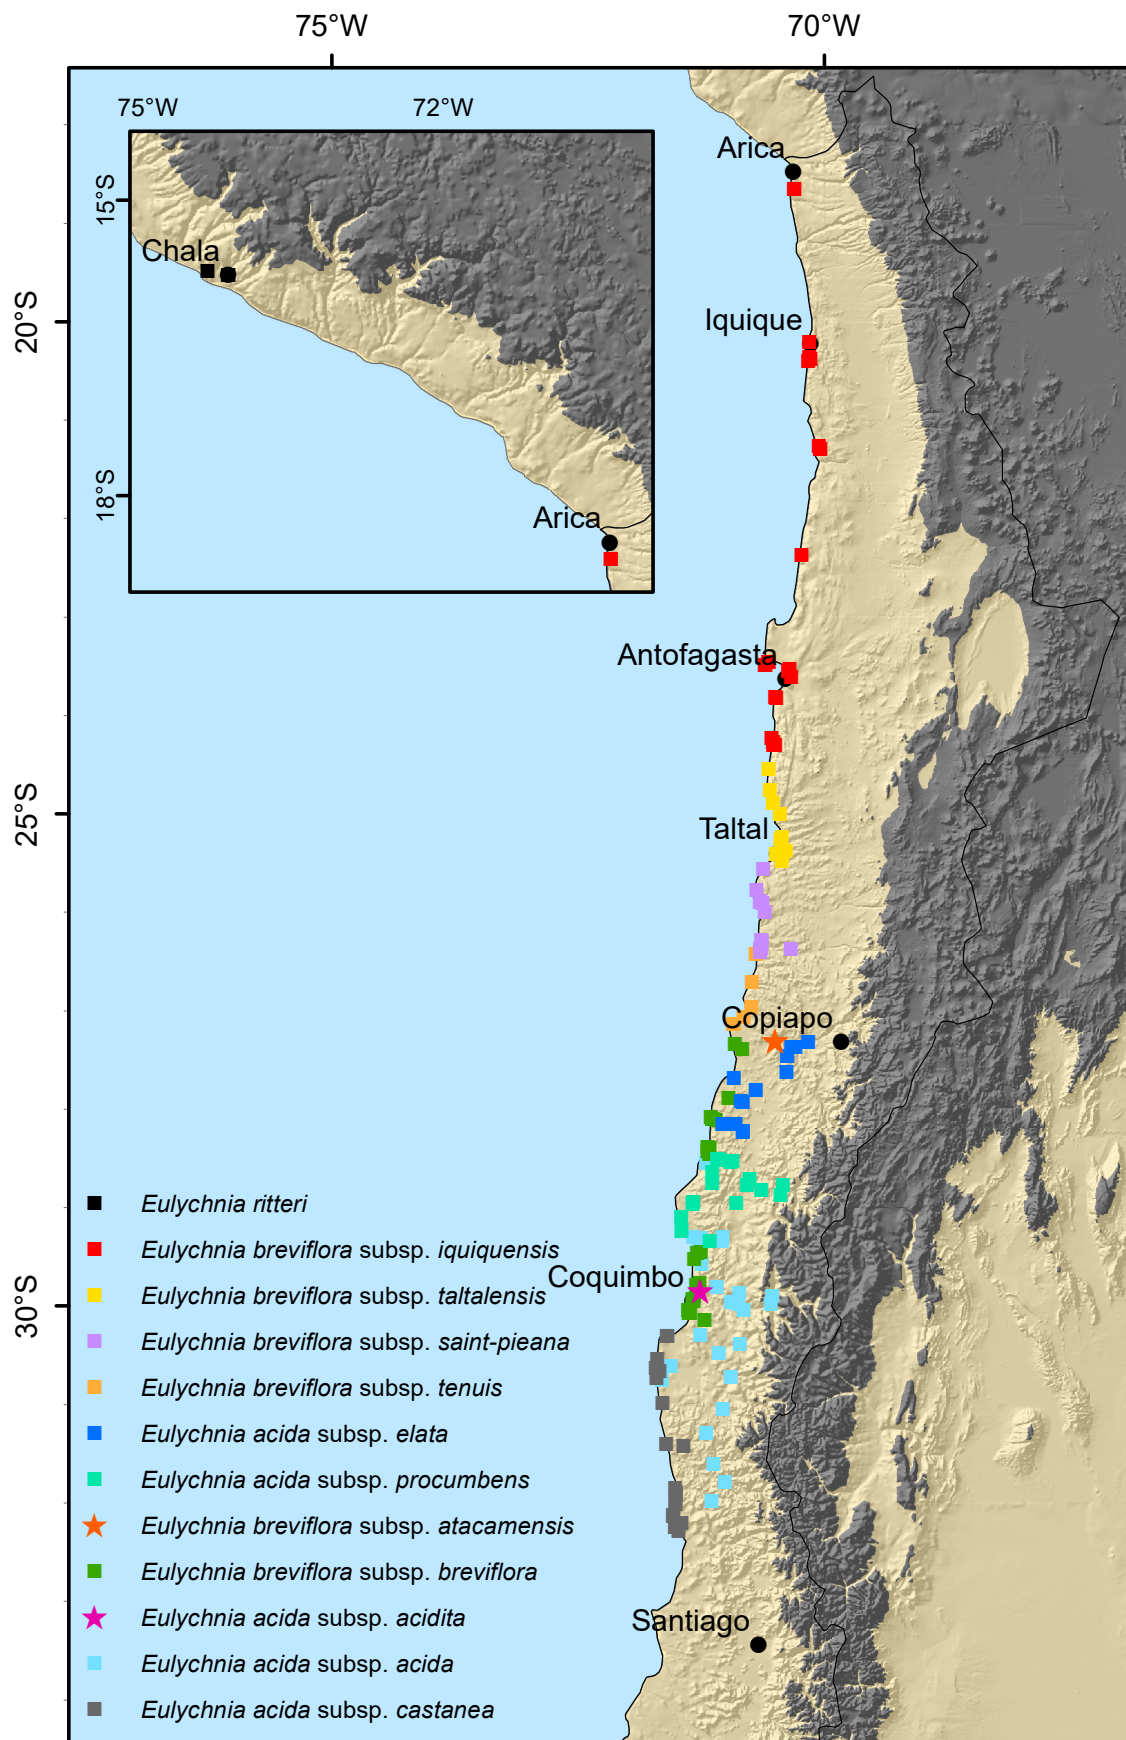 75°W 70°W
75°W 72°W
Arica
15°S
Chala
20°S
Iquique
18°S
Arica
Antofagasta
25°S
Taltal
Copiapo
Eulychnia ritteri
Eulychnia breviflora subsp. iquiquensis
Coquimbo
Eulychnia breviflora subsp. taltalensis
30°S
Eulychnia breviflora subsp. saint-pieana
Eulychnia breviflora subsp. tenuis
Eulychnia acida subsp. elata
Eulychnia acida subsp. procumbens
Eulychnia breviflora subsp. atacamensis
Eulychnia breviflora subsp. breviflora
Eulychnia acida subsp. acidita
Santiago
Eulychnia acida subsp. acida
Eulychnia acida subsp. castanea